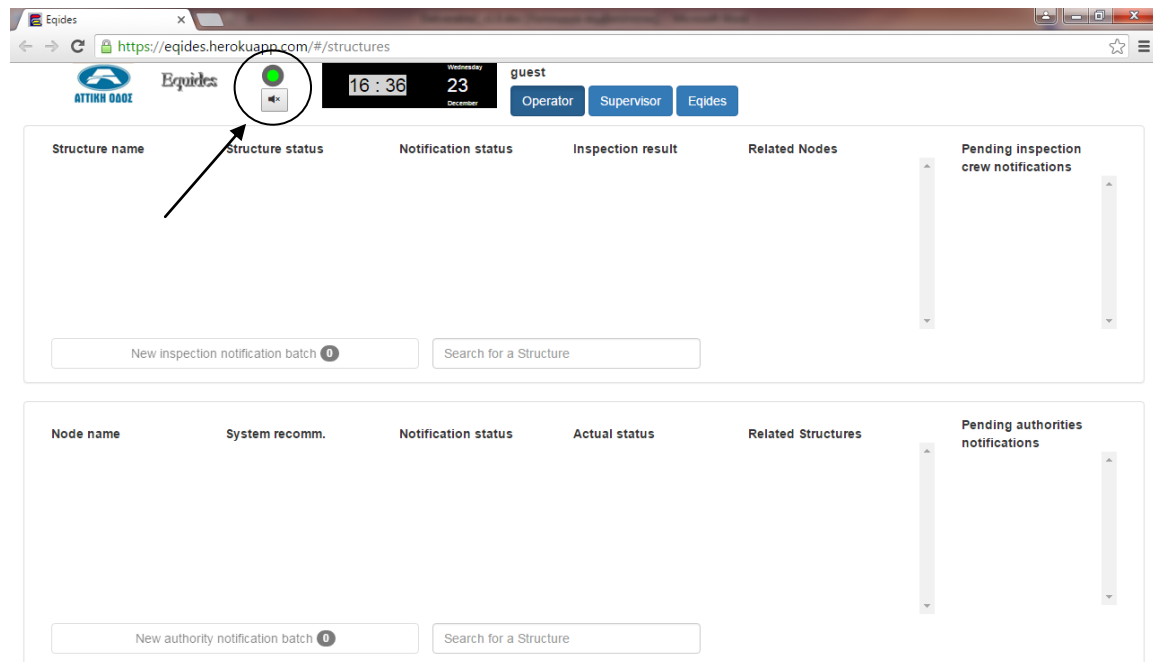 Eqides
https://eqides.herokuapp.com/#/structures
ΑΤΤΙΚΗ ΟΔΟΣ
Equides
16 : 36
Wednesday
23
December
guest
Operator Supervisor Eqides
Structure name Structure status Notification status Inspection result Related Nodes Pending inspection
crew notifications
New inspection notification batch 0 Search for a Structure
Node name System recomm. Notification status Actual status Related Structures Pending authorities
notifications
New authority notification batch 0 Search for a Structure